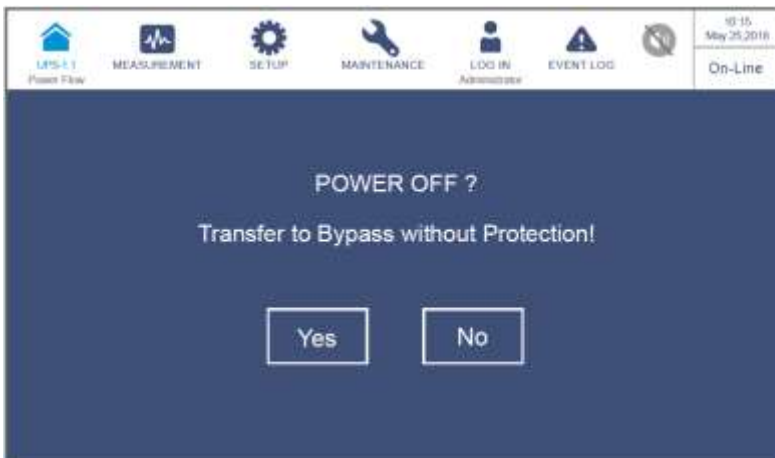 10:15
May 25,2016
UPS-1.1
Power Flow
MEASUREMENT
SETUP
MAINTENANCE
LOG IN
Administrator
EVENT LOG
On-Line
POWER OFF ?
Transfer to Bypass without Protection!
Yes
No